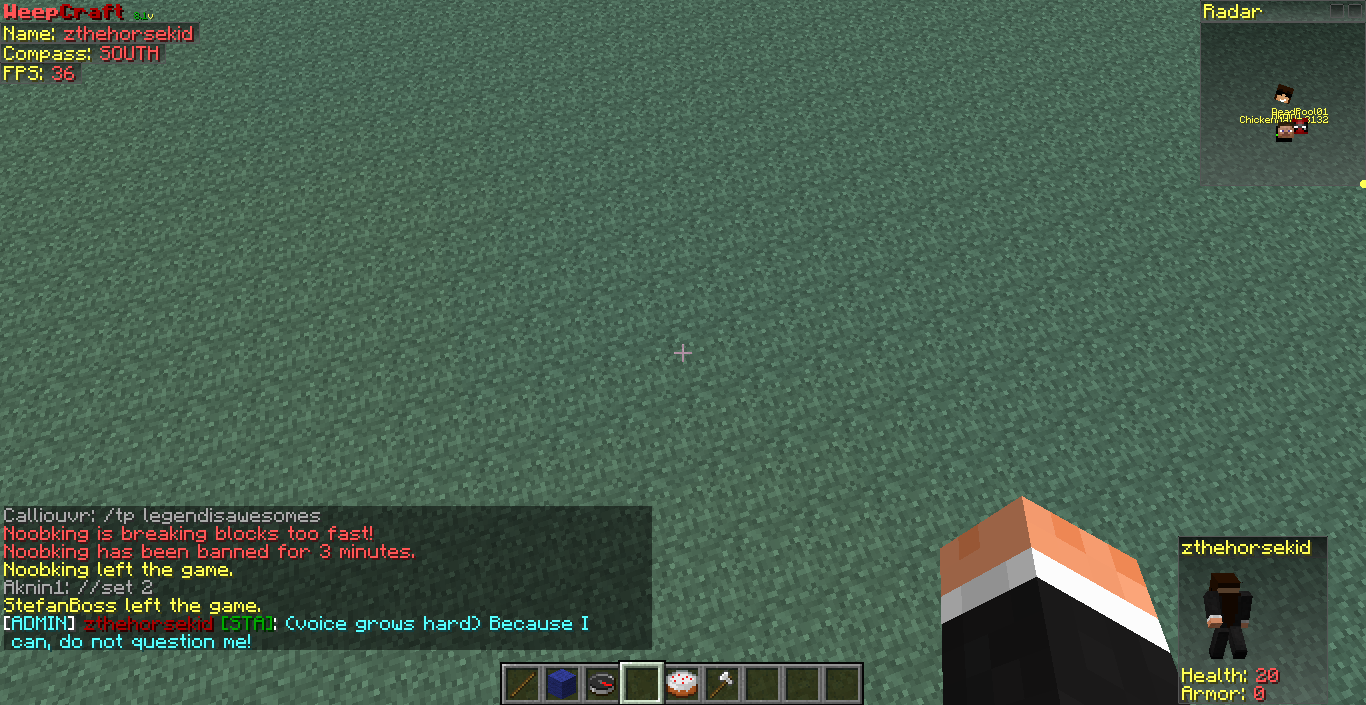 WeepCraft
Name: zthehorsekid
Compass: SOUTH
FPS: 36
Radar
DeadPool01
Calliouvr: /tp legendisawesomes
Noobking is breaking blocks too fast!
Noobking has been banned for 3 minutes.
Noobking left the game.
Aknin1: //set 2
StefanBoss left the game.
[ADMIN] zthehorsekid [STA]: (voice grows hard) Because I
can, do not question me!
zthehorsekid
Health: 20
Armor: 0